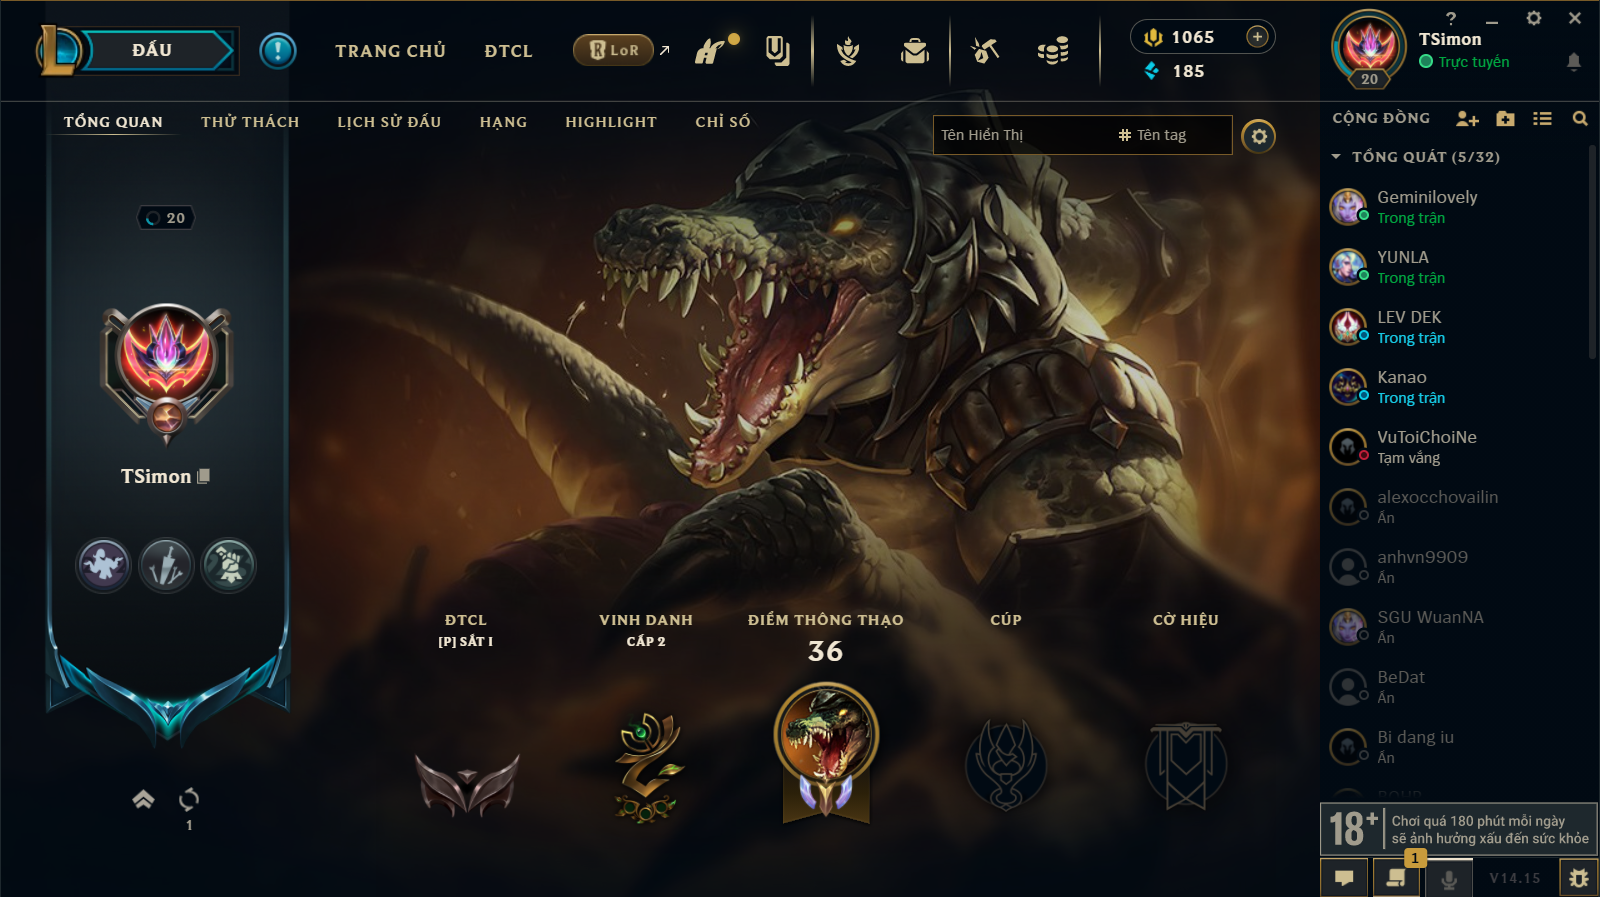 ĐẤU
TRANG CHỦ
ĐTCL
LoR
1065
185
TSimon
Trực tuyến
20
TỔNG QUAN
THỬ THÁCH
LỊCH SỬ ĐẤU
HẠNG
HIGHLIGHT
CHỈ SỐ
Tên Hiển Thị
# Tên tag
CỘNG ĐỒNG
TỔNG QUÁT (5/32)
Geminilovely
Trong trận
YUNLA
Trong trận
LEV DEK
Trong trận
Kanao
Trong trận
VuToiChoiNe
Tạm vắng
alexocchovailin
Ẩn
anhvn9909
Ẩn
SGU WuanNA
Ẩn
BeDat
Ẩn
Bi dang iu
Ẩn
20
TSimon
ĐTCL
[P] SẮT I
VINH DANH
CẤP 2
ĐIỂM THÔNG THẠO
36
CÚP
CỜ HIỆU
1
18+
Chơi quá 180 phút mỗi ngày
sẽ ảnh hưởng xấu đến sức khỏe
1
V14.15